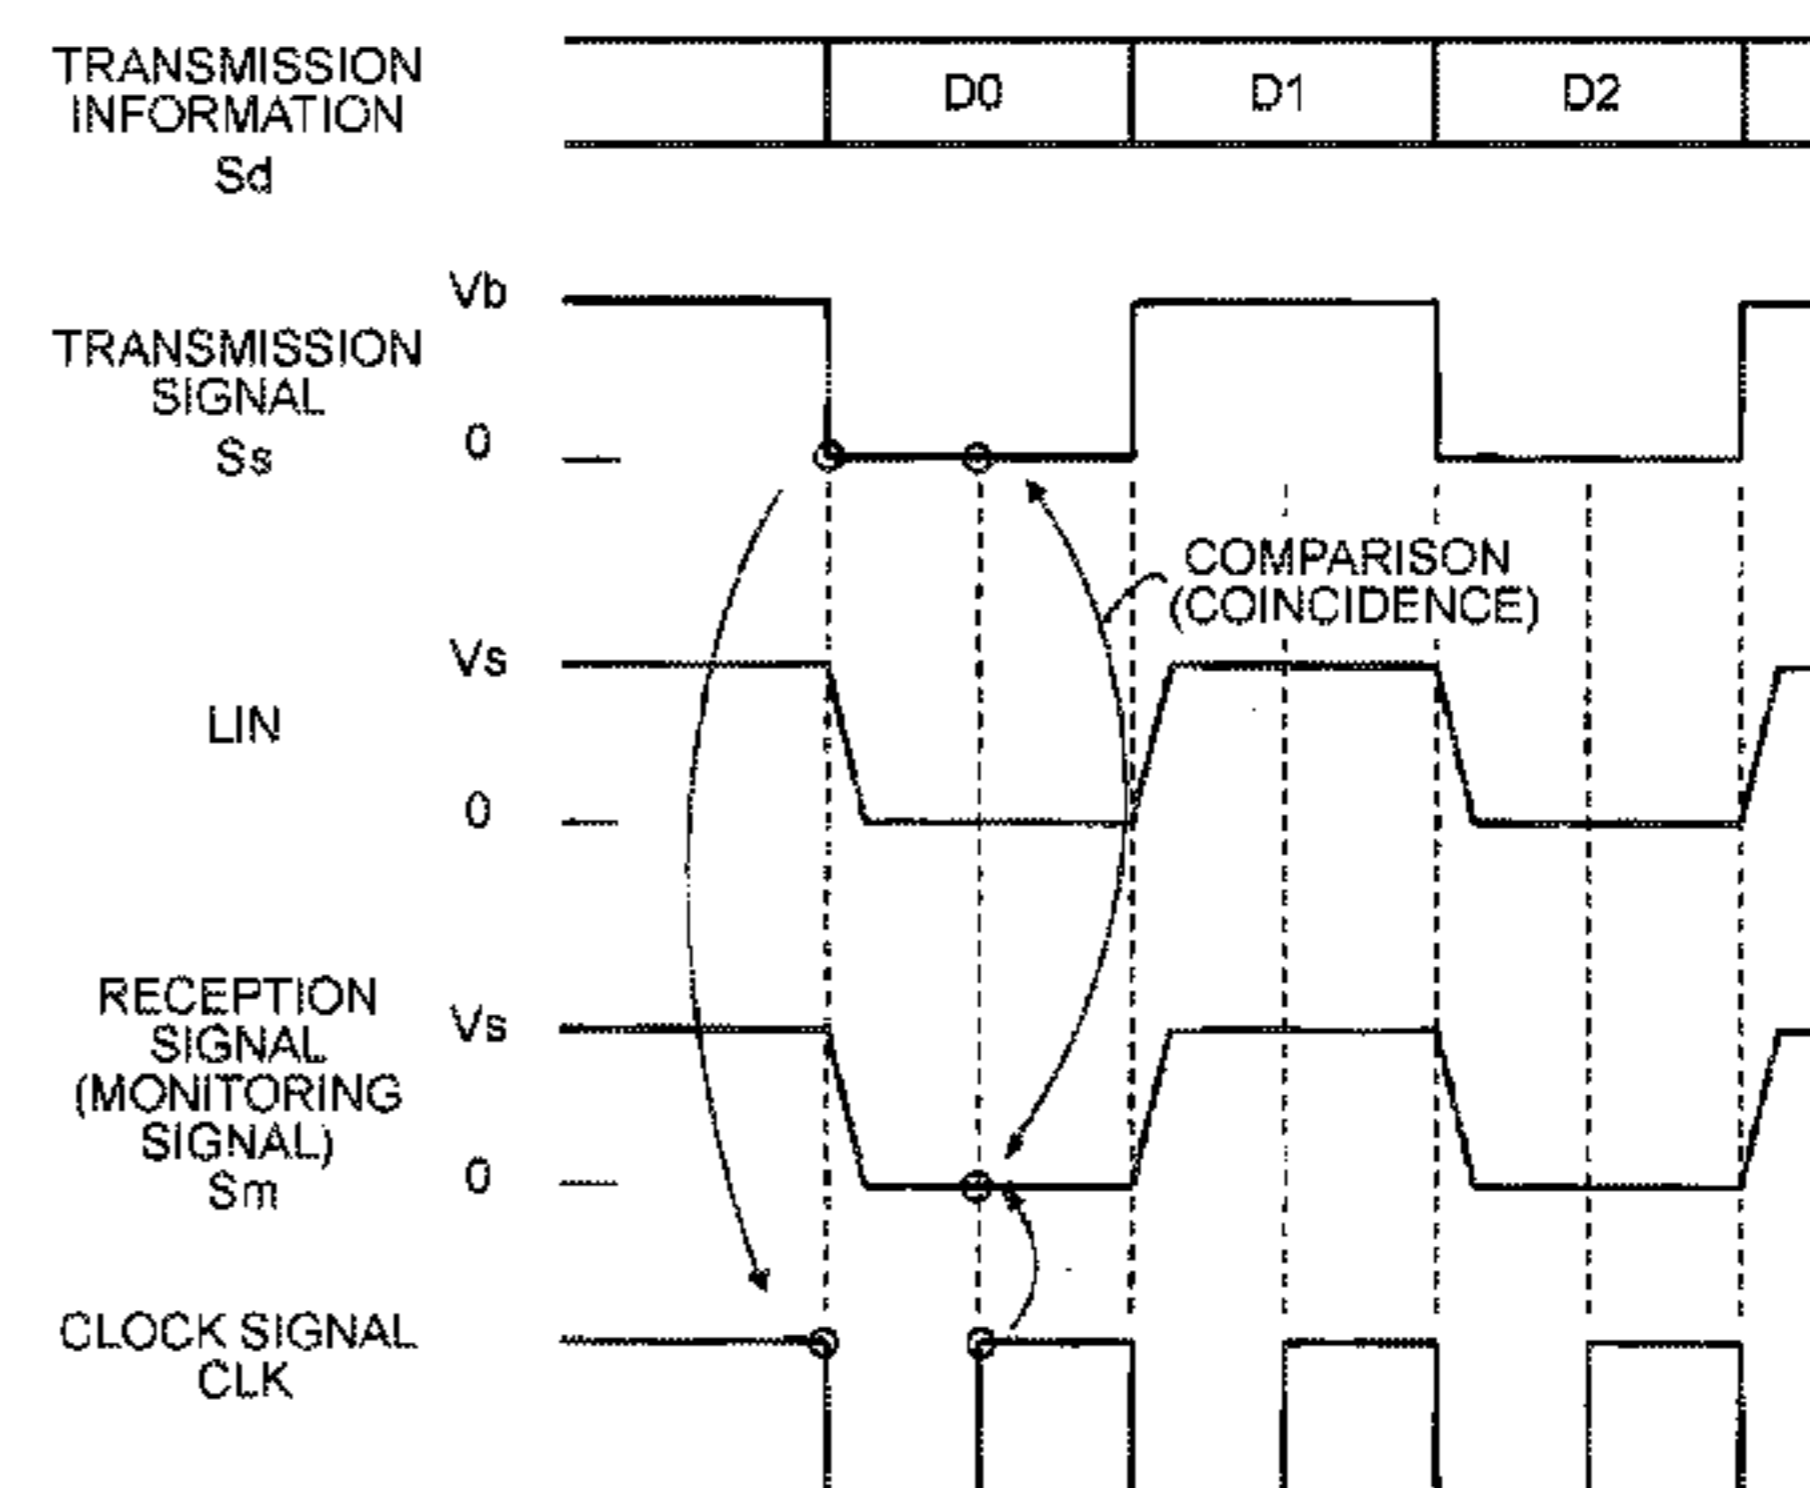 TRANSMISSION
INFORMATION
Sd
D0 D1 D2
Vb
TRANSMISSION
SIGNAL
Ss
0
COMPARISON
(COINCIDENCE)
Vs
LIN
0
RECEPTION
SIGNAL
(MONITORING
SIGNAL)
Sm
Vs
0
CLOCK SIGNAL
CLK